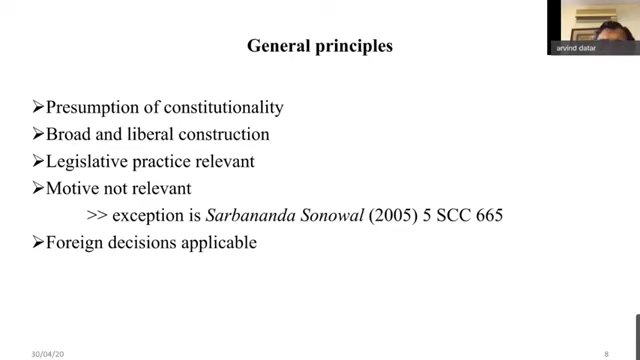 arvind datar
General principles
➢Presumption of constitutionality
➢Broad and liberal construction
➢Legislative practice relevant
➢Motive not relevant
>> exception is Sarbananda Sonowal (2005) 5 SCC 665
➢Foreign decisions applicable
30/04/20
8